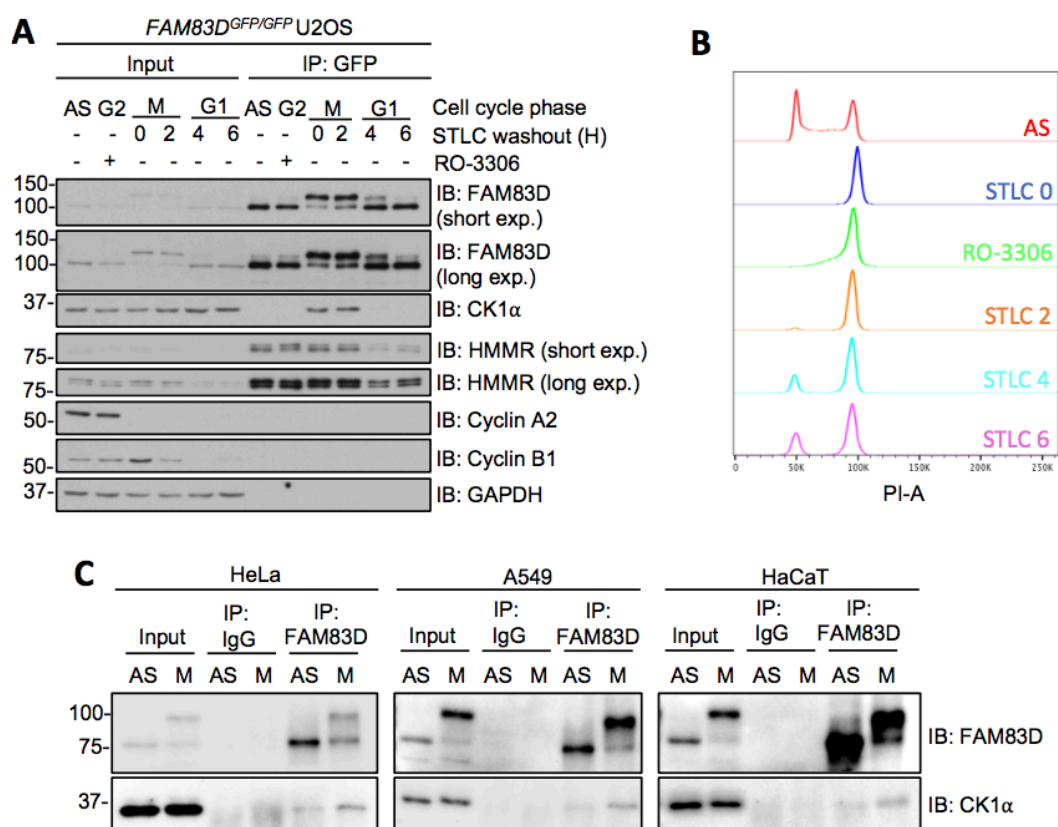 A
FAM83D^GFP/GFP U2OS
Input IP: GFP
AS G2 M G1 AS G2 M G1 Cell cycle phase
- - 0 2 4 6 - - 0 2 4 6 STLC washout (H)
- + - - - - - + - - - - RO-3306
150-
100-
IB: FAM83D
(short exp.)
150-
100-
IB: FAM83D
(long exp.)
37- IB: CK1α
75- IB: HMMR (short exp.)
75- IB: HMMR (long exp.)
50- IB: Cyclin A2
50- IB: Cyclin B1
37- IB: GAPDH
B
AS
STLC 0
RO-3306
STLC 2
STLC 4
STLC 6
0 50K 100K 150K 200K 250K
PI-A
C
HeLa A549 HaCaT
Input IP: IgG IP: FAM83D Input IP: IgG IP: FAM83D Input IP: IgG IP: FAM83D
AS M AS M AS M AS M AS M AS M AS M AS M AS M
100-
75-
IB: FAM83D
37- IB: CK1α